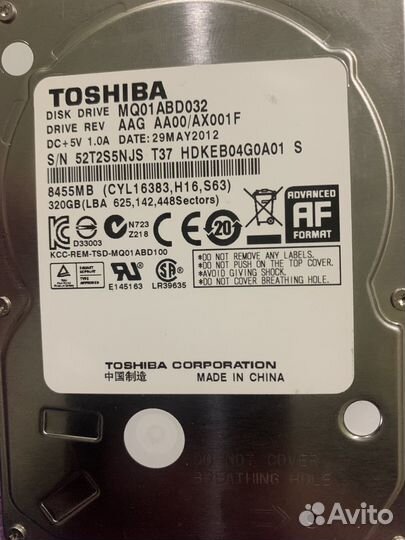 TOSHIBA
DISK DRIVE MQ01ABD032
DRIVE REV AAG AA00/AX001F
DC+5V 1.0A DATE: 29MAY2012
S/N 52T2S5NJS T37 HDKEB04G0A01 S
8455MB (CYL16383,H16,S63)
320GB(LBA 625,142,448Sectors)
ADVANCED
AF
FORMAT
D33003
N723
Z218
20
KCC-REM-TSD-MQ01ABD100
*DO NOT REMOVE ANY LABELS.
*DO NOT PUSH ON THE TOP COVER.
*AVOID GIVING SHOCK.
*DO NOT COVER BREATHING HOLE.
E145163
LR39635
TOSHIBA CORPORATION
中国制造 MADE IN CHINA
DO NOT COVER
BREATHING HOLE
Avito